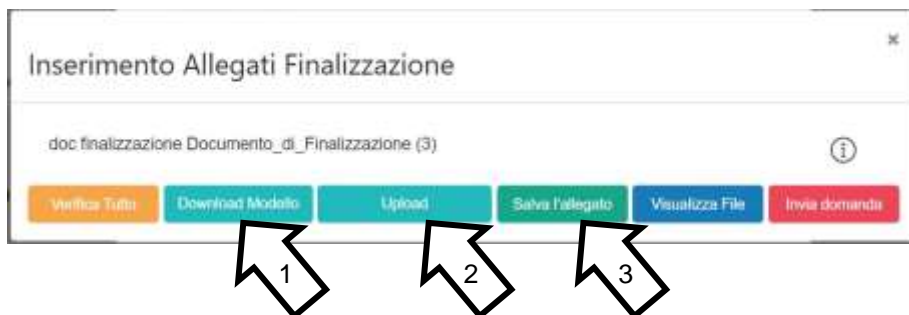 ×
Inserimento Allegati Finalizzazione
doc finalizzazione Documento_di_Finalizzazione (3)
Verifica Tutto Download Modello Upload Salva l'allegato Visualizza File Invia domanda
1 2 3